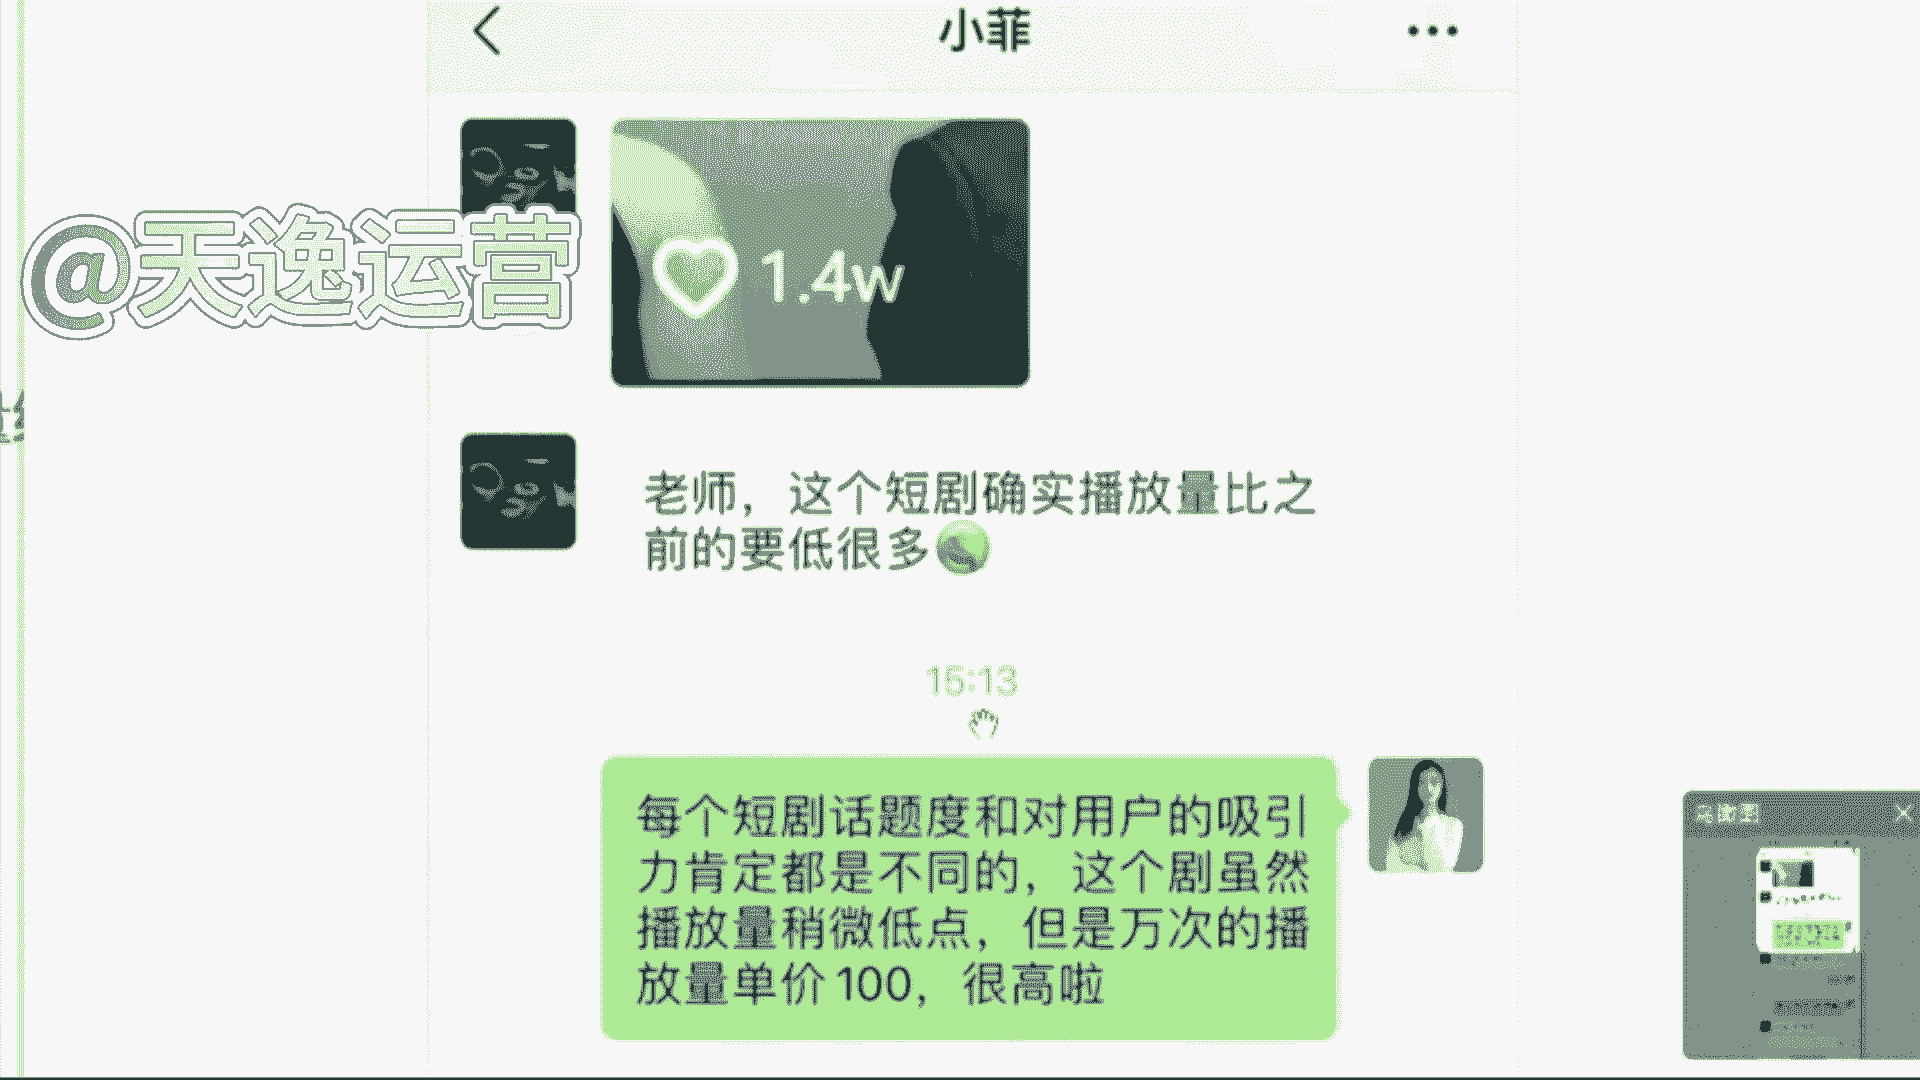 小菲
@天逸运营
1.4w
老师，这个短剧确实播放量比之
前的要低很多
15:13
每个短剧话题度和对用户的吸引
力肯定都是不同的，这个剧虽然
播放量稍微低点，但是万次的播
放量单价100，很高啦